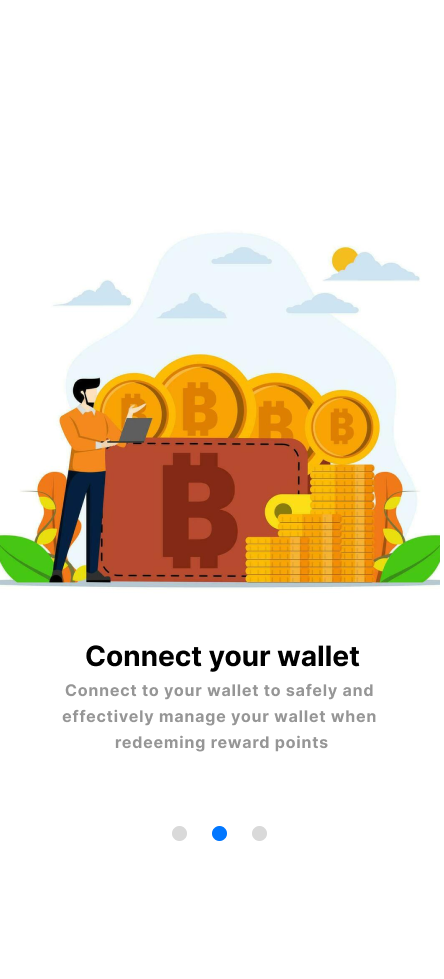 Connect your wallet
Connect to your wallet to safely and
effectively manage your wallet when
redeeming reward points